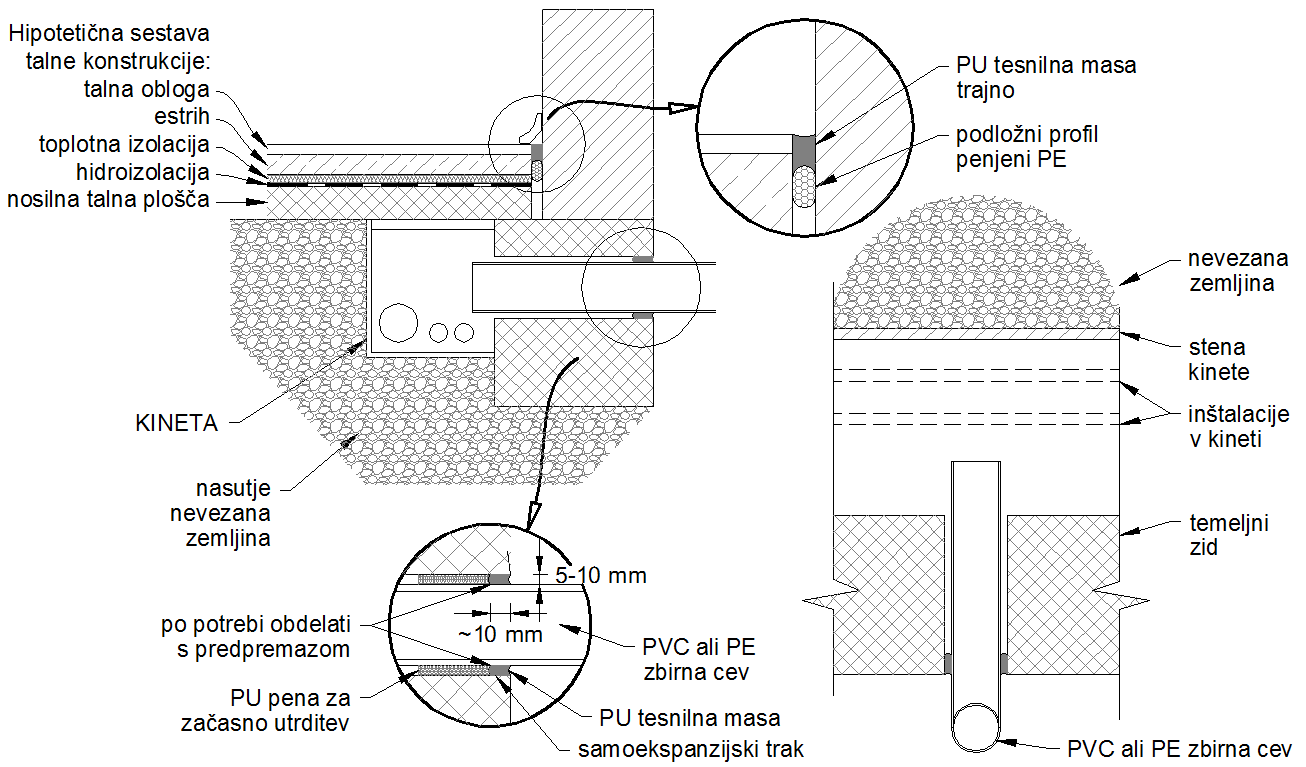 Hipotetična sestava
talne konstrukcije:
talna obloga
estrih
toplotna izolacija
hidroizolacija
nosilna talna plošča
PU tesnilna masa
trajno
podložni profil
penjeni PE
nevezana
zemljina
stena
kinete
inštalacije
v kineti
KINETA
nasutje
nevezana
zemljina
temeljni
zid
5-10 mm
~10 mm
po potrebi obdelati
s predpremazom
PVC ali PE
zbirna cev
PU pena za
začasno utrditev
PU tesnilna masa
samoekspanzijski trak
PVC ali PE zbirna cev